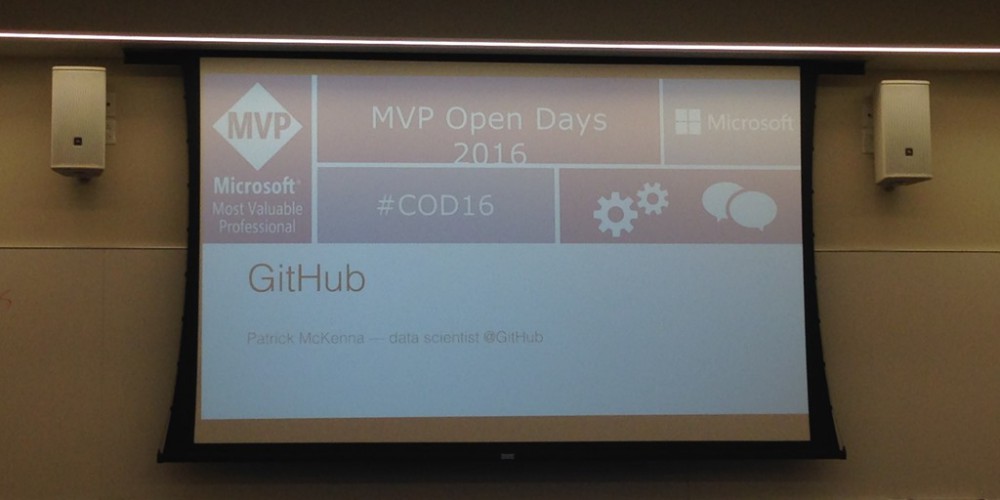 MVP
Microsoft®
Most Valuable
Professional
MVP Open Days
2016
Microsoft
#COD16
GitHub
Patrick McKenna — data scientist @GitHub